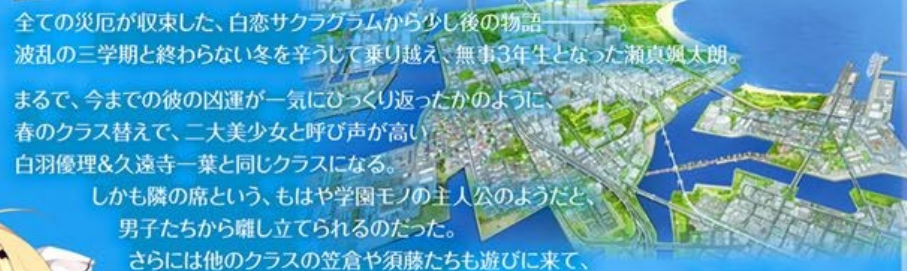 全ての災厄が収束した、白恋サクラグラムから少し後の物語―――。
波乱の三学期と終わらない冬を辛うじて乗り越え、無事3年生となった瀬真颯太朗。
まるで、今までの彼の凶運が一気にひっくり返ったかのように、
春のクラス替えで、二大美少女と呼び声が高い
白羽優理&久遠寺一葉と同じクラスになる。
しかも隣の席という、もはや学園モノの主人公のようだと、
男子たちから囃し立てられるのだった。
さらには他のクラスの笠倉や須藤たちも遊びに来て、